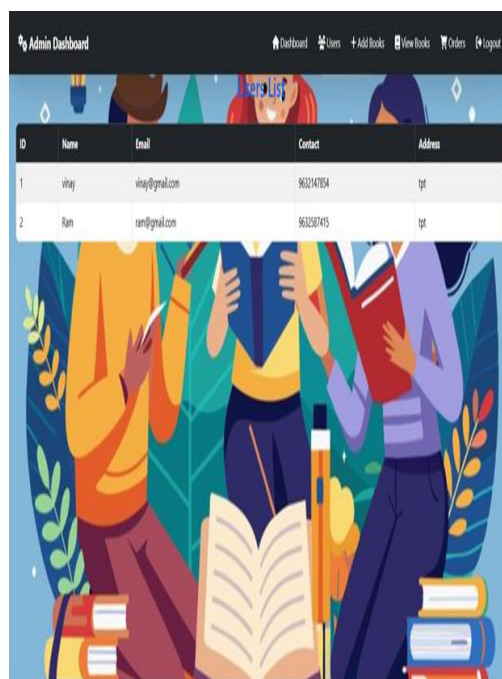 Admin Dashboard Dashboard Users + Add Books View Books Orders Logout
Users List
ID Name Email Contact Address
1 vinay vinay@gmail.com 9632147854 tpt
2 Ram ram@gmail.com 9632587415 tpt